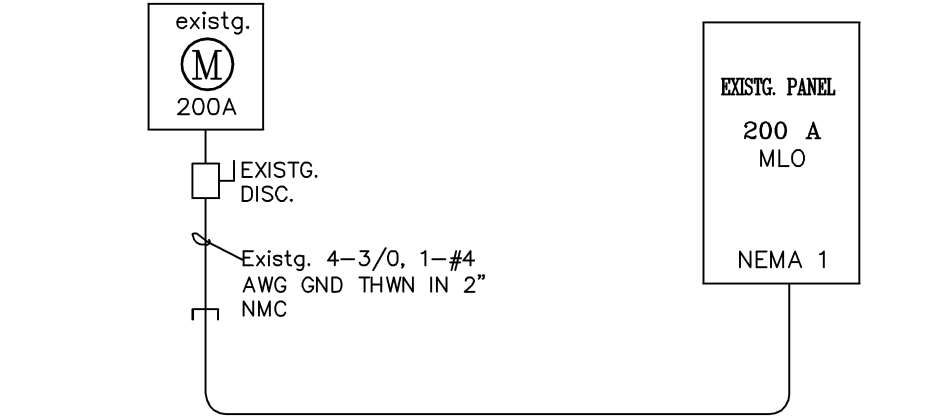 existg.
M
200A
EXISTG.
DISC.
Existg. 4-3/0, 1-#4
AWG GND THWN IN 2"
NMC
EXISTG. PANEL
200 A
MLO
NEMA 1